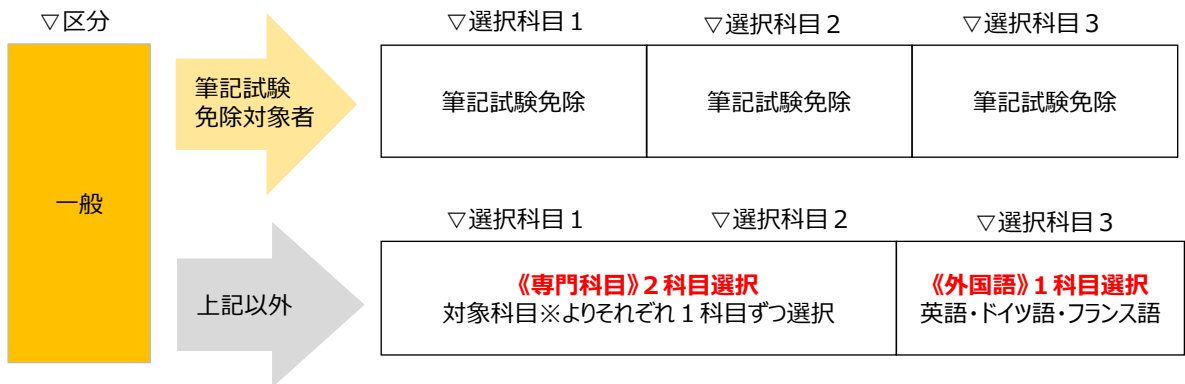 ▽区分
▽選択科目1
▽選択科目2
▽選択科目3
筆記試験
免除対象者
筆記試験免除
筆記試験免除
筆記試験免除
一般
▽選択科目1
▽選択科目2
▽選択科目3
上記以外
《専門科目》2科目選択
対象科目※よりそれぞれ1科目ずつ選択
《外国語》1科目選択
英語・ドイツ語・フランス語